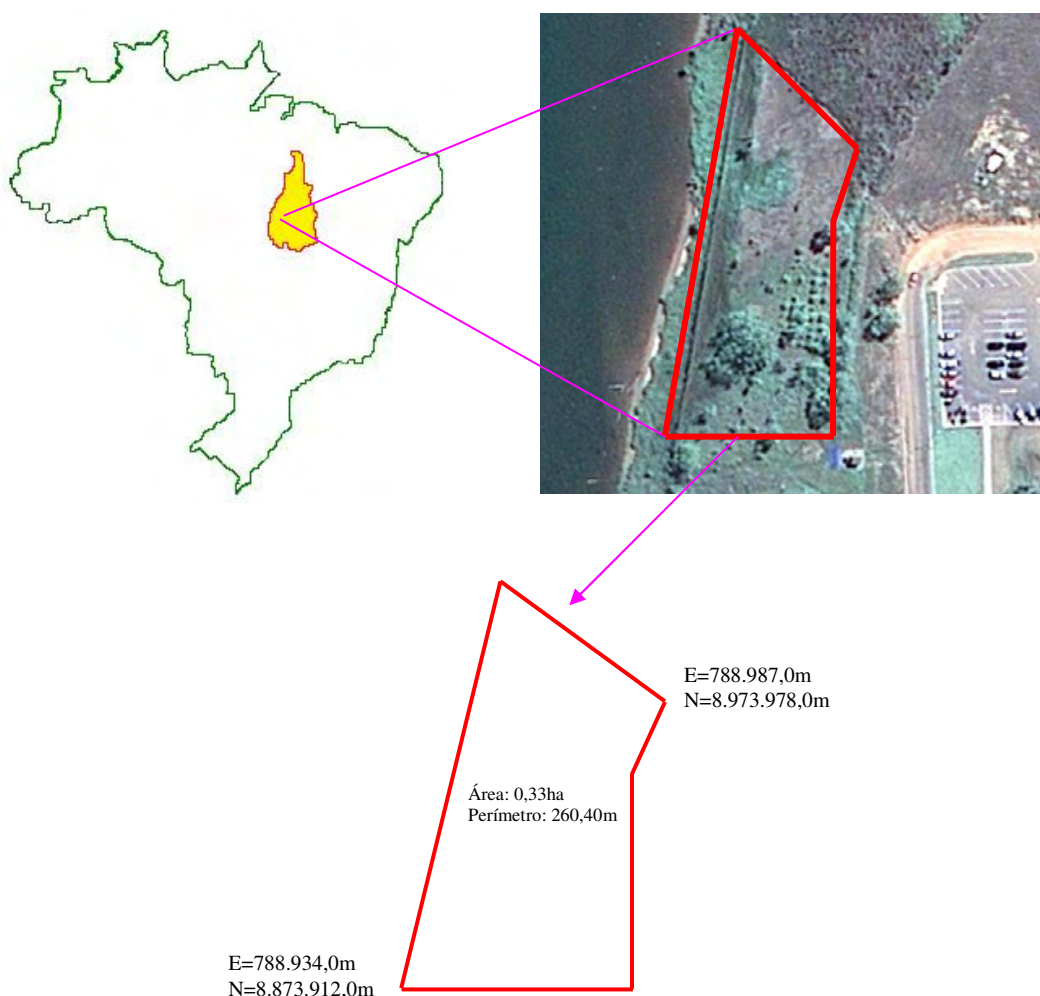 E=788.987,0m
N=8.973.978,0m
Área: 0,33ha
Perímetro: 260,40m
E=788.934,0m
N=8.873.912,0m